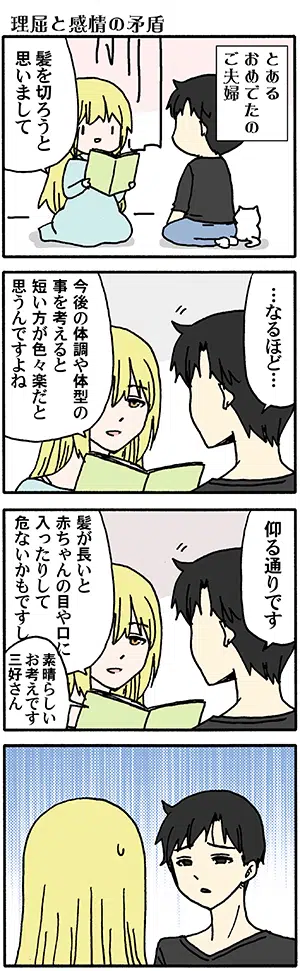 理屈と感情の矛盾
とある
おめでたの
ご夫婦
髪を切ろうと
思いまして
…なるほど…
今後の体調や体型の
事を考えると
短い方が色々楽だと
思うんですよね
仰る通りです
髪が長いと
赤ちゃんの目や口に
入ったりして
危ないかもですし
素晴らしい
お考えです
三好さん